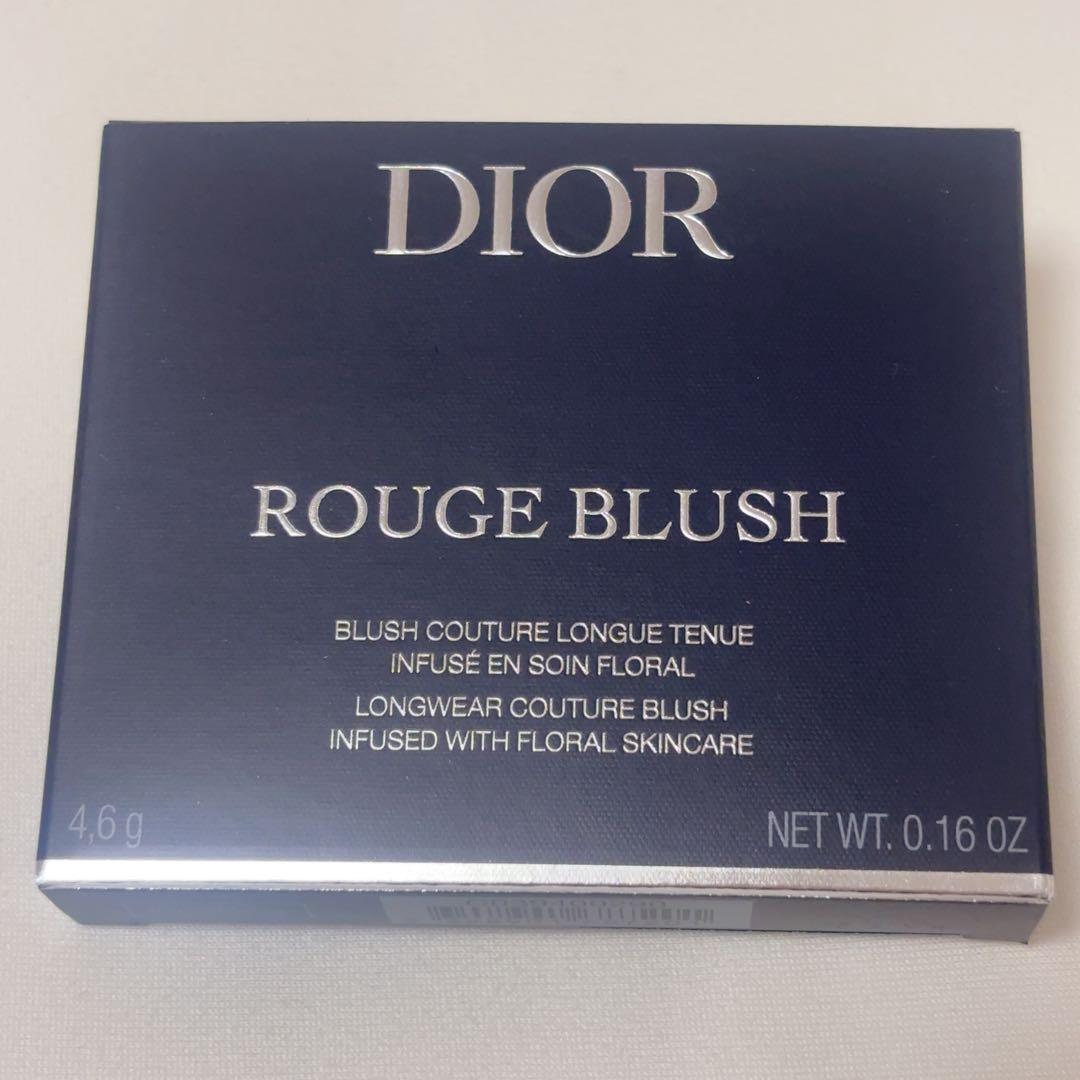 DIOR
ROUGE BLUSH
BLUSH COUTURE LONGUE TENUE
INFUSÉ EN SOIN FLORAL
LONGWEAR COUTURE BLUSH
INFUSED WITH FLORAL SKINCARE
4,6 g
NET WT. 0.16 OZ